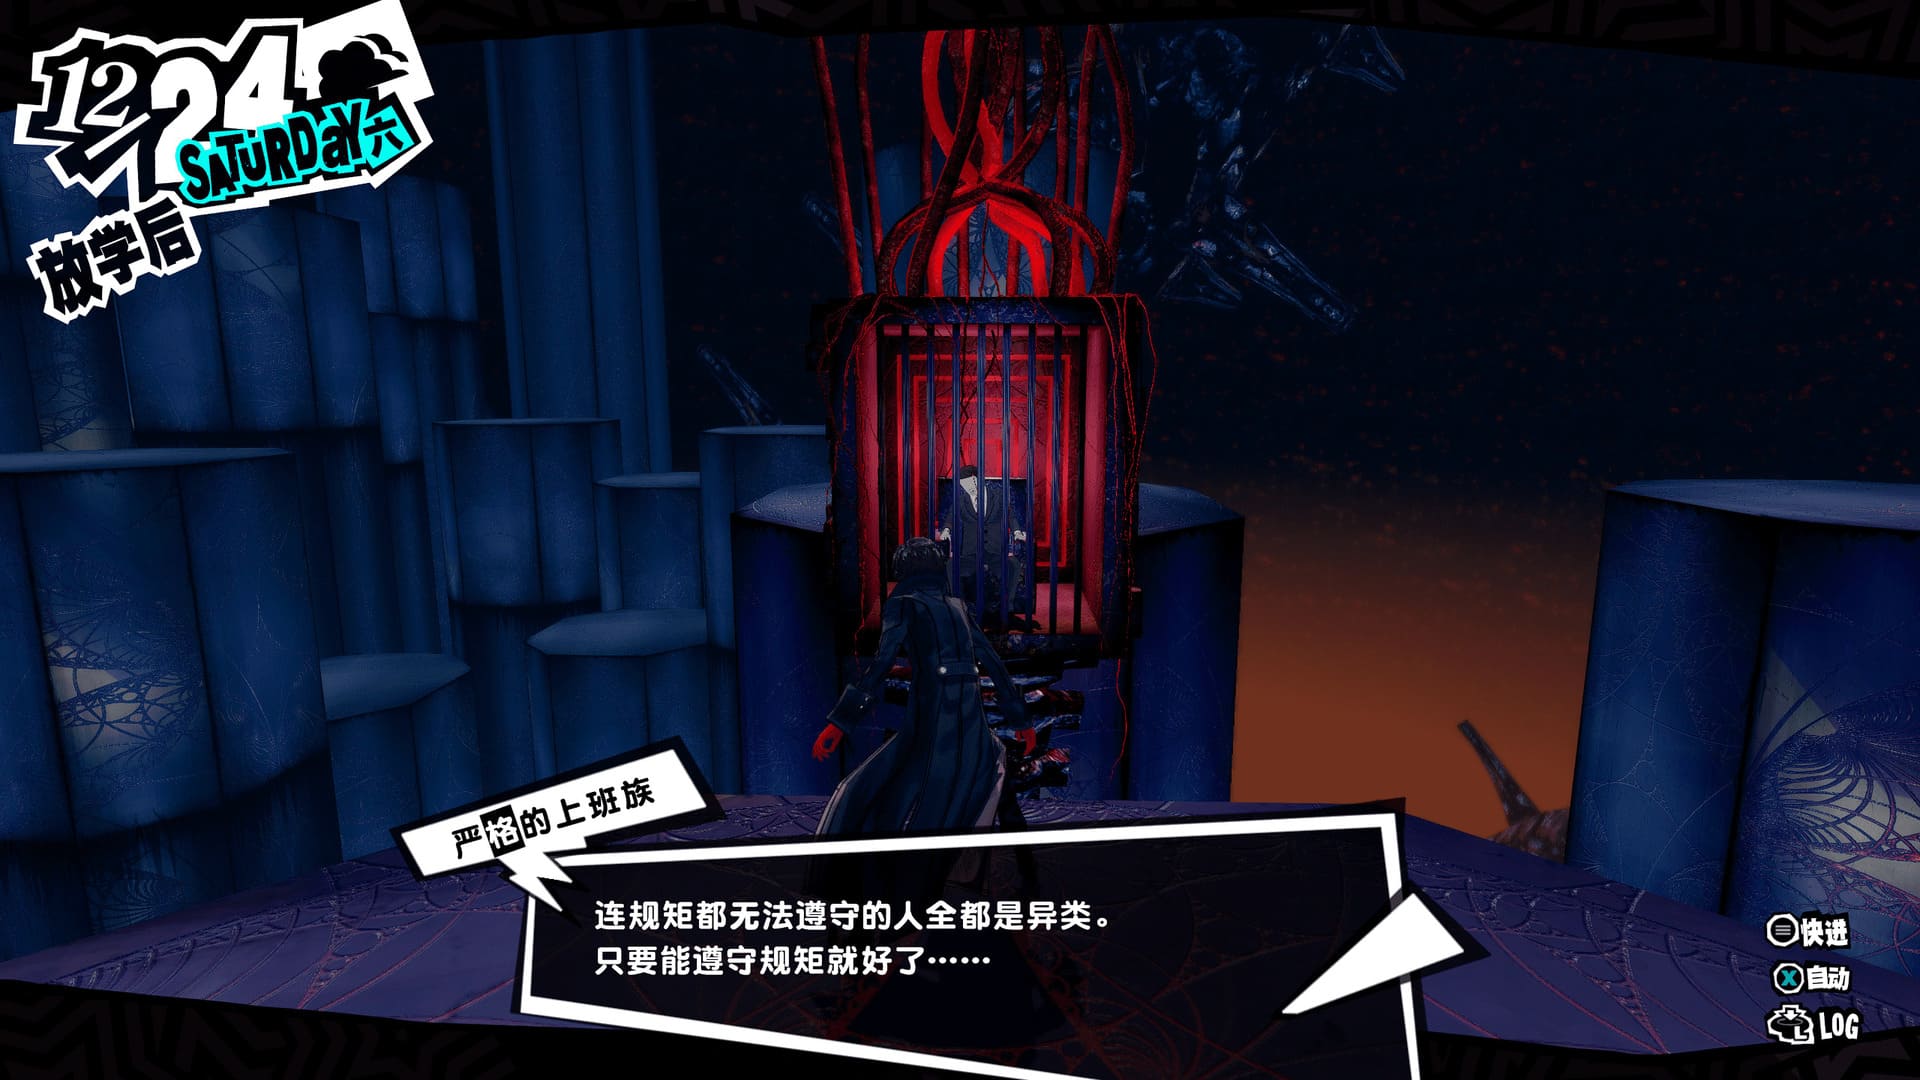 12/24
SATURDAY六
放学后
严格的上班族
连规矩都无法遵守的人全都是异类。
只要能遵守规矩就好了……
快进
X自动
L LOG